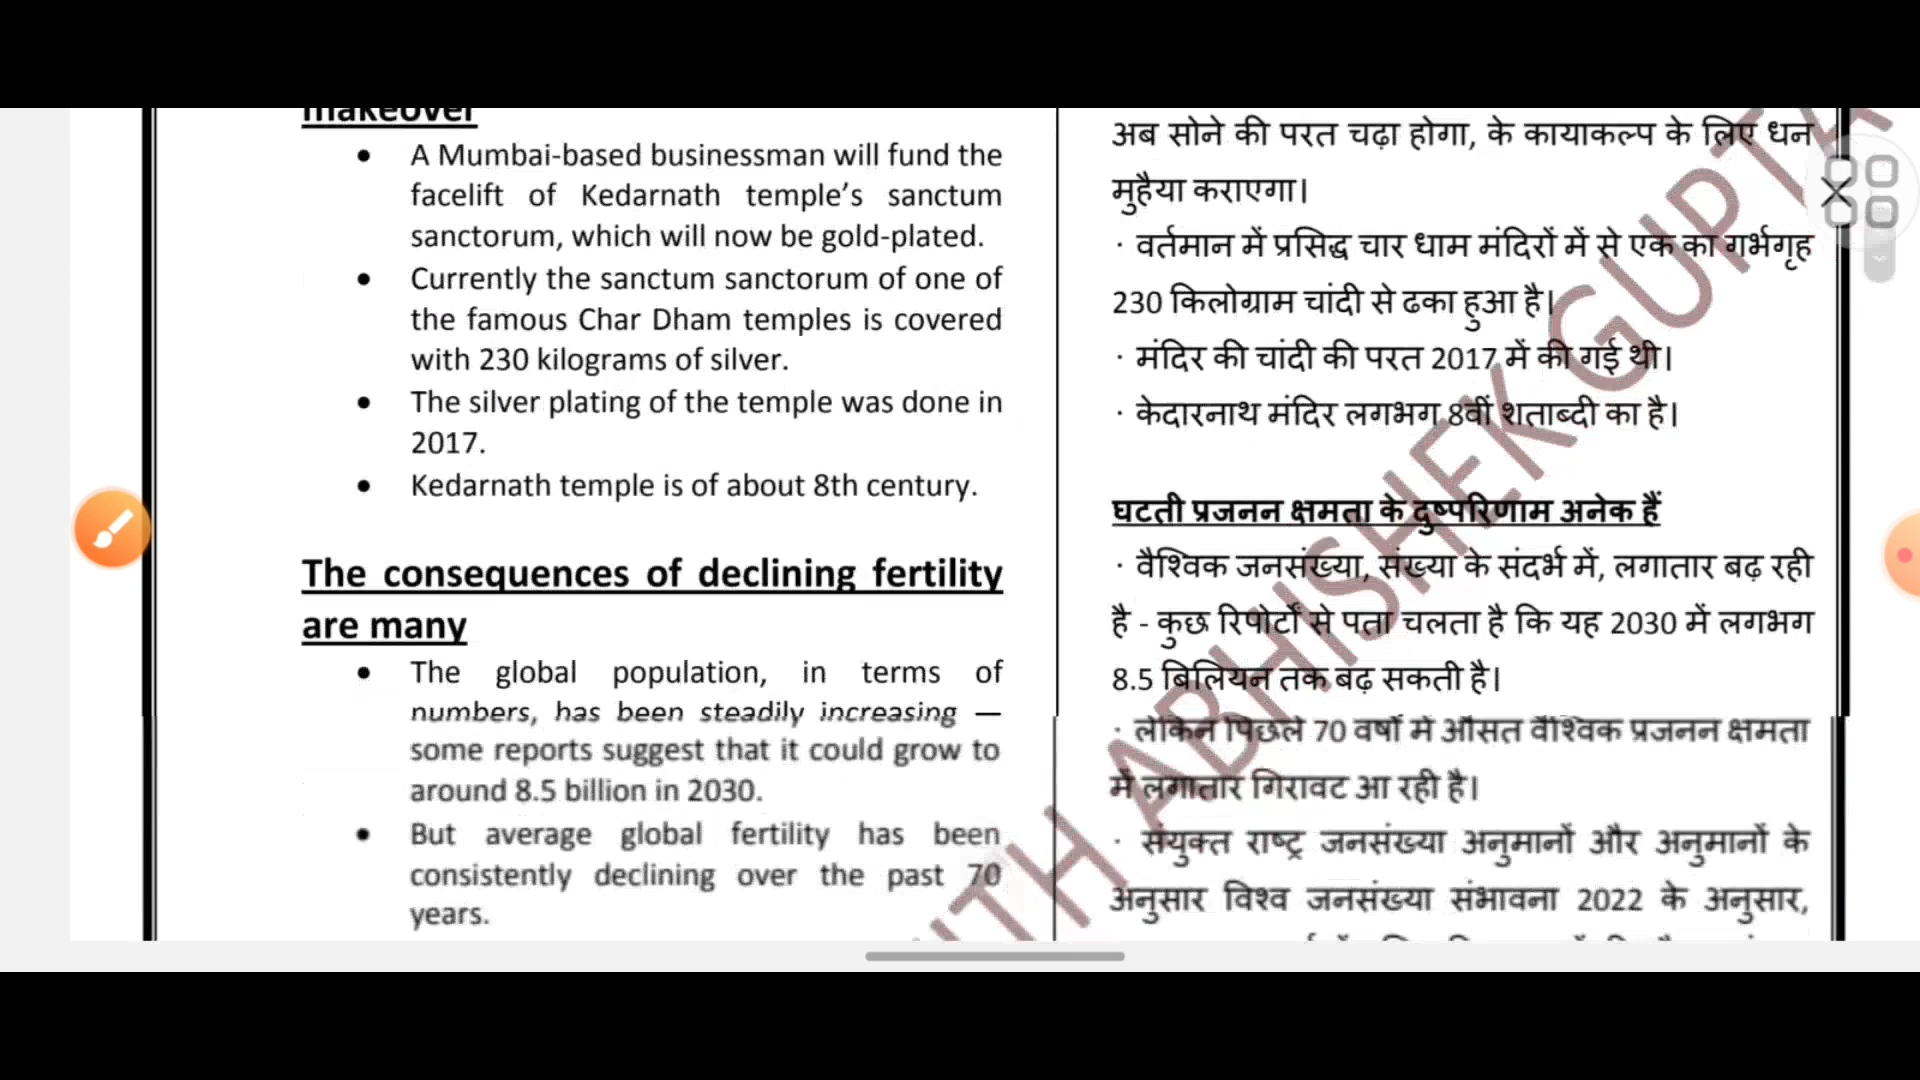 makeover
• A Mumbai-based businessman will fund the
facelift of Kedarnath temple’s sanctum
sanctorum, which will now be gold-plated.
• Currently the sanctum sanctorum of one of
the famous Char Dham temples is covered
with 230 kilograms of silver.
• The silver plating of the temple was done in
2017.
• Kedarnath temple is of about 8th century.
The consequences of declining fertility
are many
• The global population, in terms of
numbers, has been steadily increasing —
some reports suggest that it could grow to
around 8.5 billion in 2030.
• But average global fertility has been
consistently declining over the past 70
years.
अब सोने की परत चढ़ा होगा, के कायाकल्प के लिए धन
मुहैया कराएगा।
· वर्तमान में प्रसिद्ध चार धाम मंदिरों में से एक का गर्भगृह
230 किलोग्राम चांदी से ढका हुआ है।
· मंदिर की चांदी की परत 2017 में की गई थी।
· केदारनाथ मंदिर लगभग 8वीं शताब्दी का है।
घटती प्रजनन क्षमता के दुष्परिणाम अनेक हैं
· वैश्विक जनसंख्या, संख्या के संदर्भ में, लगातार बढ़ रही
है - कुछ रिपोर्टों से पता चलता है कि यह 2030 में लगभग
8.5 बिलियन तक बढ़ सकती है।
· लेकिन पिछले 70 वर्षों में औसत वैश्विक प्रजनन क्षमता
में लगातार गिरावट आ रही है।
· संयुक्त राष्ट्र जनसंख्या अनुमानों और अनुमानों के
अनुसार विश्व जनसंख्या संभावना 2022 के अनुसार,
ITH ABHISHEK GUPTA